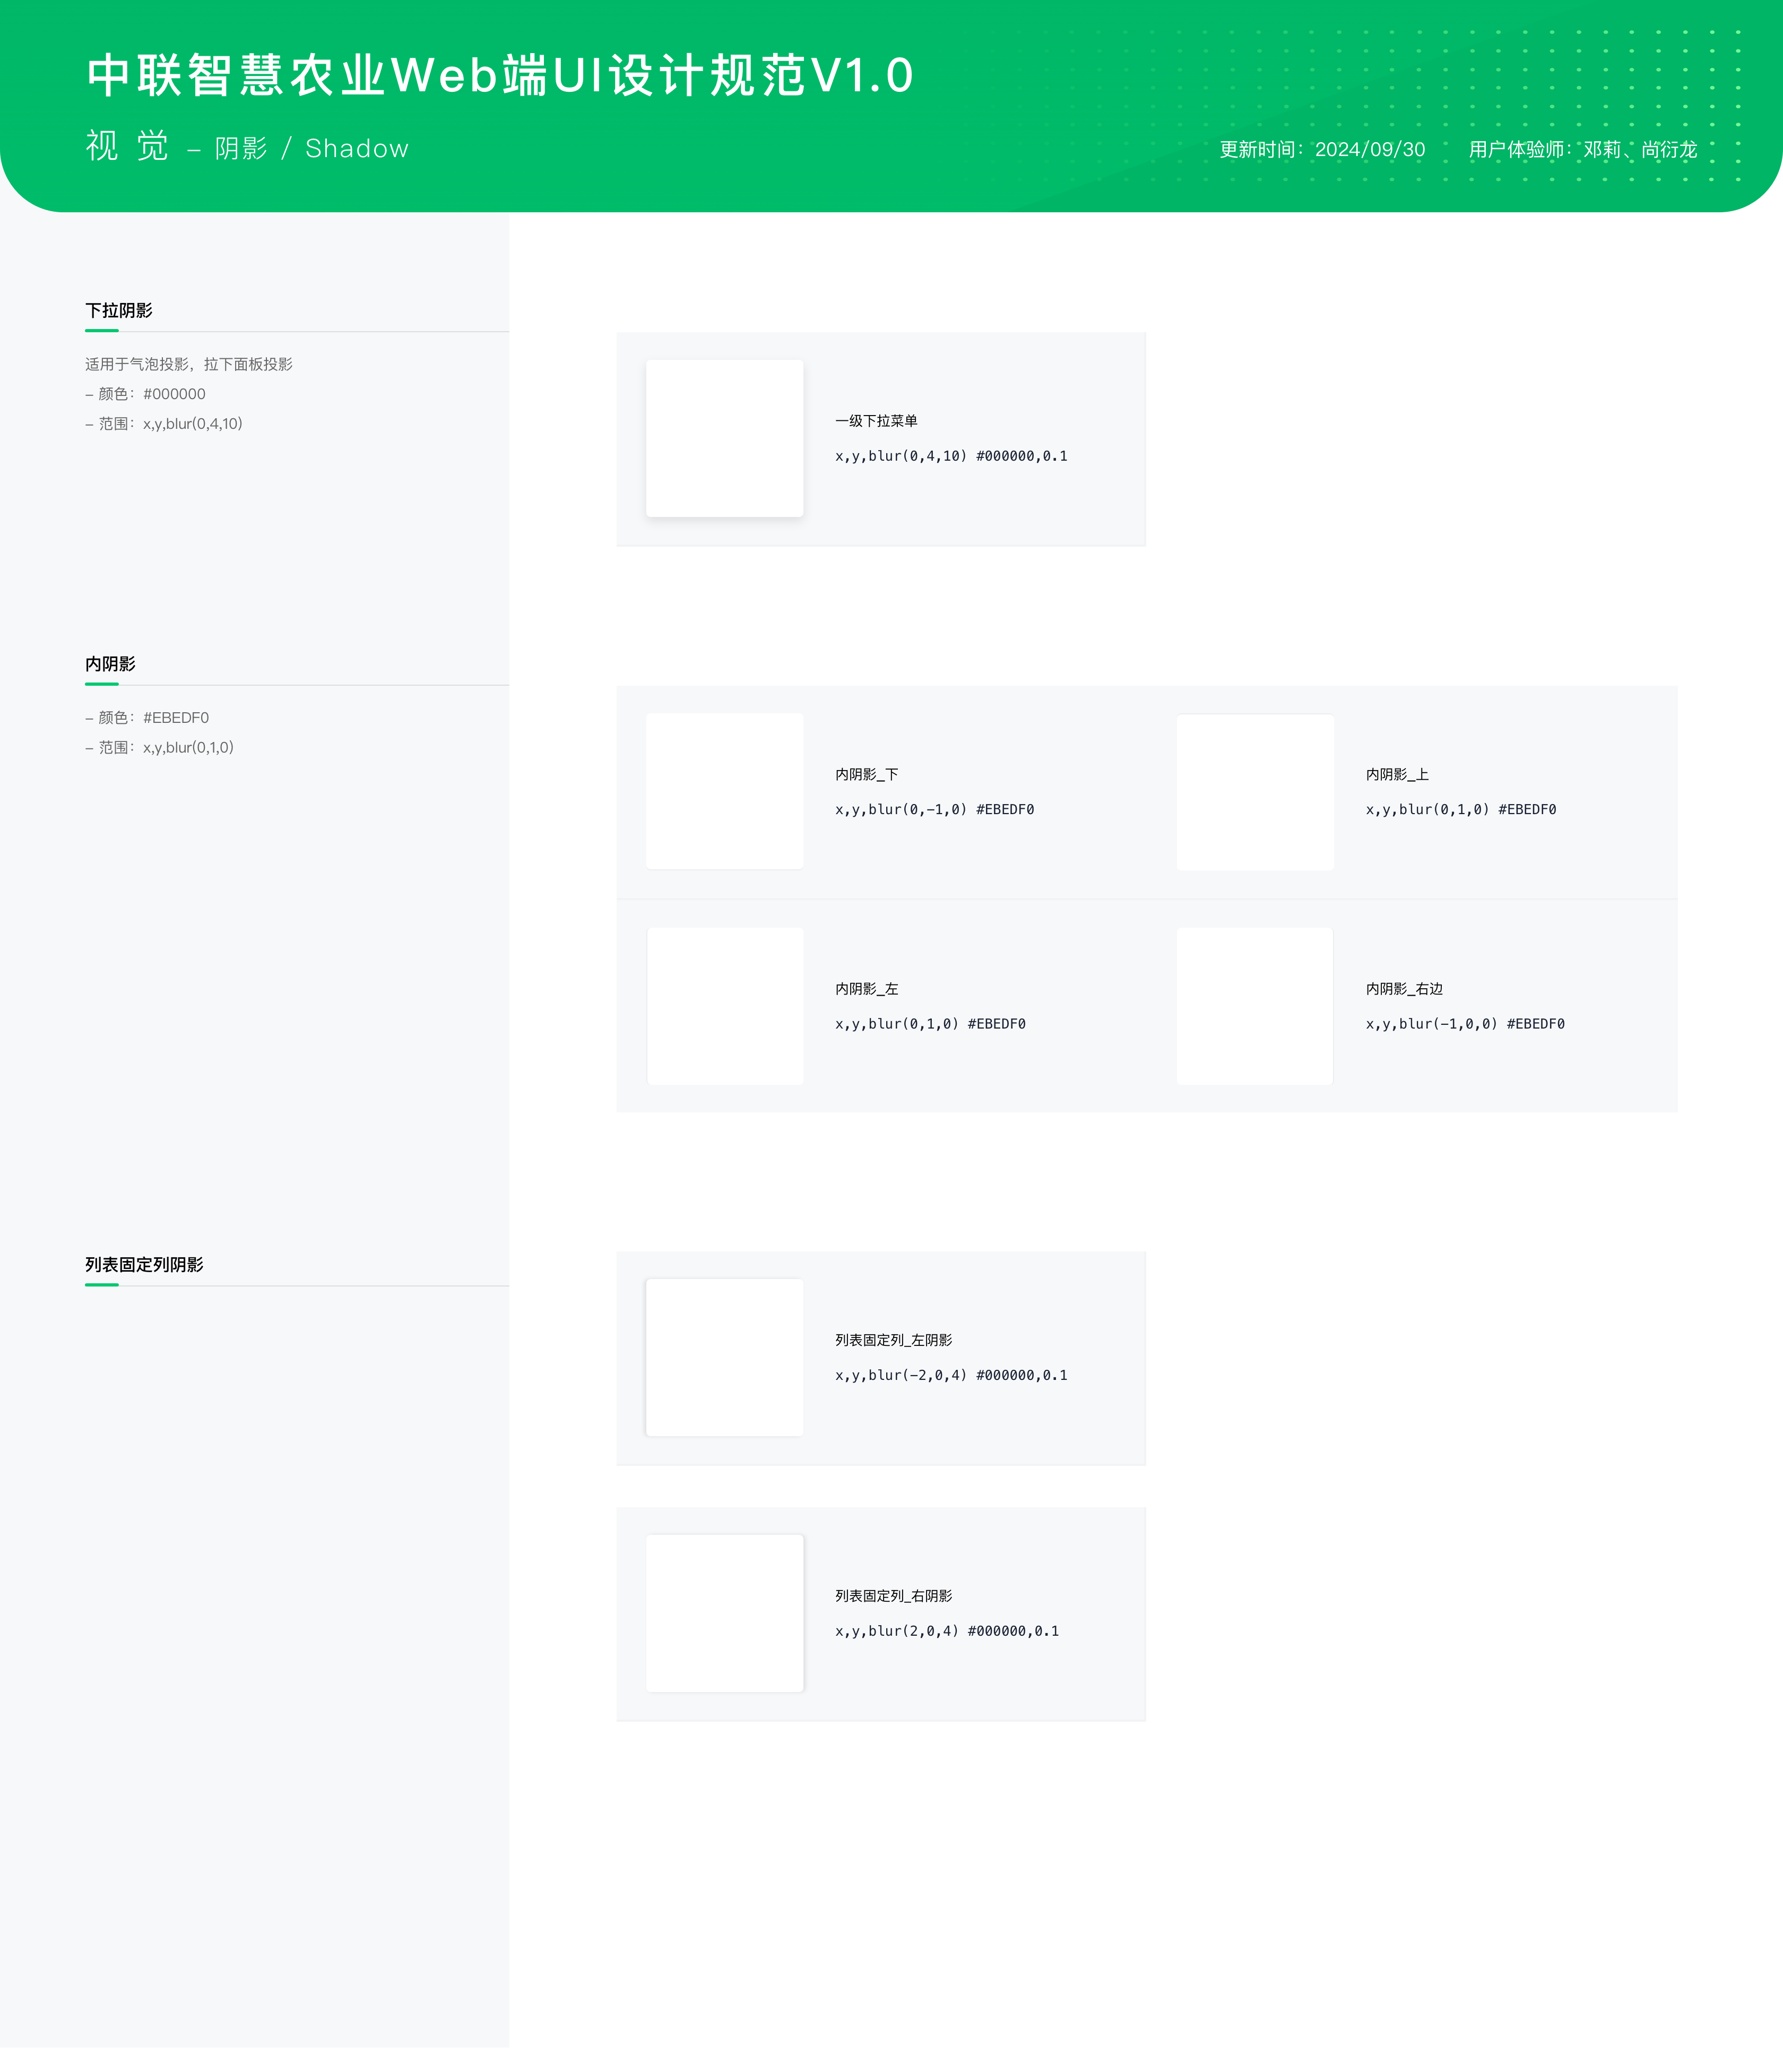 中联智慧农业Web端UI设计规范V1.0
视 觉 – 阴影 / Shadow
更新时间：2024/09/30 用户体验师：邓莉、尚衍龙
下拉阴影
适用于气泡投影，拉下面板投影
– 颜色：#000000
– 范围：x,y,blur(0,4,10)
一级下拉菜单
x,y,blur(0,4,10) #000000,0.1
内阴影
– 颜色：#EBEDF0
– 范围：x,y,blur(0,1,0)
内阴影_下
x,y,blur(0,-1,0) #EBEDF0
内阴影_上
x,y,blur(0,1,0) #EBEDF0
内阴影_左
x,y,blur(0,1,0) #EBEDF0
内阴影_右边
x,y,blur(-1,0,0) #EBEDF0
列表固定列阴影
列表固定列_左阴影
x,y,blur(-2,0,4) #000000,0.1
列表固定列_右阴影
x,y,blur(2,0,4) #000000,0.1